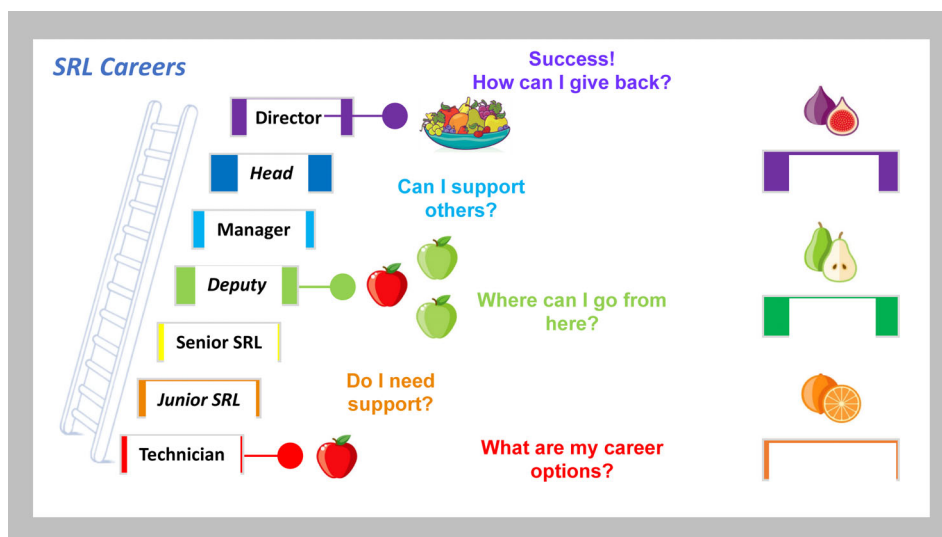 SRL Careers
Success!
How can I give back?
Director
Head
Can I support
others?
Manager
Deputy
Where can I go from
here?
Senior SRL
Do I need
support?
Junior SRL
Technician
What are my career
options?